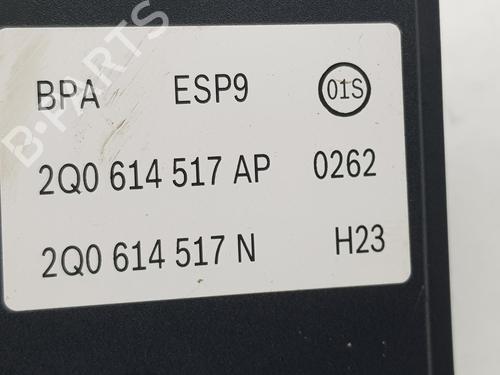 BPA ESP9 01S
2Q0 614 517 AP 0262
2Q0 614 517 N H23
B-PARTS